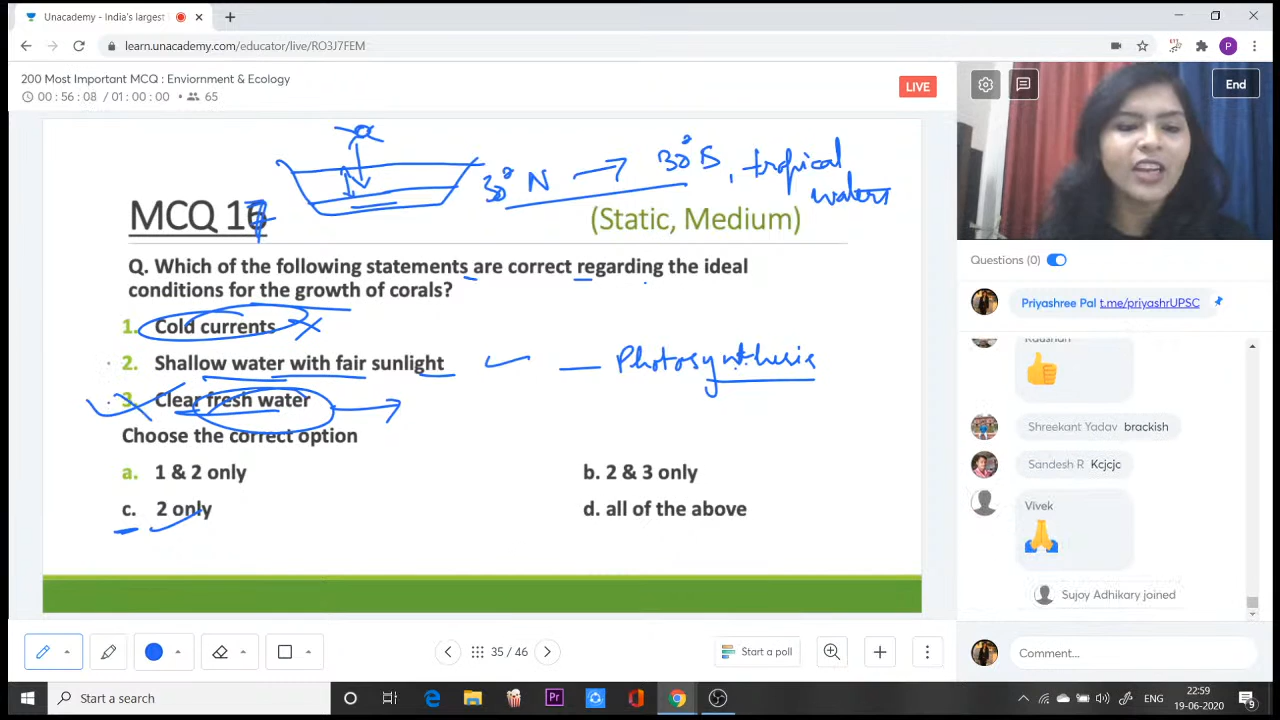 Unacademy - India's largest
learn.unacademy.com/educator/live/RO3J7FEM
200 Most Important MCQ : Enviornment & Ecology
00 : 56 : 08 / 01 : 00 : 00 • 65
LIVE
End
30° N → 30° S, tropical
waters
MCQ 167
(Static, Medium)
Q. Which of the following statements are correct regarding the ideal
conditions for the growth of corals?
1. Cold currents
2. Shallow water with fair sunlight
— Photosynthesis
3. Clear fresh water
Choose the correct option
a. 1 & 2 only
b. 2 & 3 only
c. 2 only
d. all of the above
Questions (0)
Priyashree Pal t.me/priyashrUPSC
Shreekant Yadav brackish
Sandesh R Kcjcjc
Vivek
Sujoy Adhikary joined
35 / 46
Start a poll
Comment...
Start a search
ENG
22:59
19-06-2020